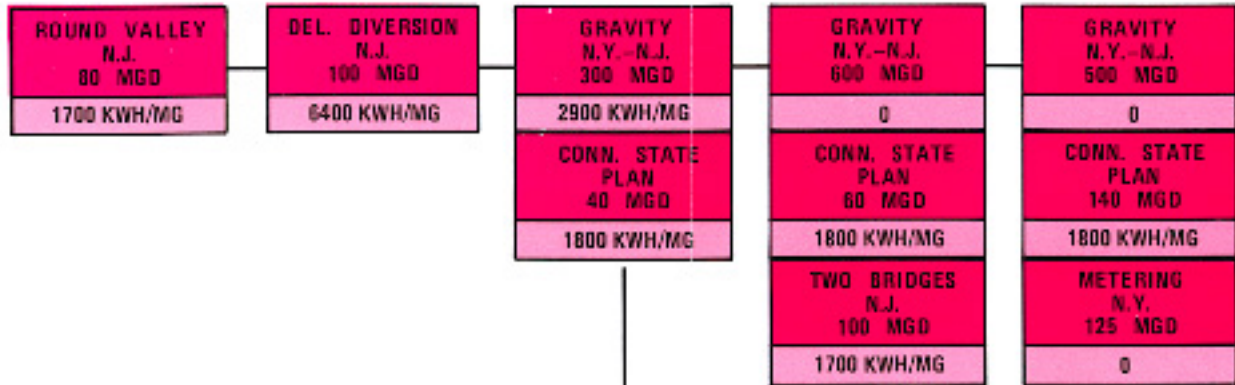 ROUND VALLEY
N.J.
80 MGD
1700 KWH/MG
DEL. DIVERSION
N.J.
100 MGD
6400 KWH/MG
GRAVITY
N.Y.-N.J.
300 MGD
2900 KWH/MG
CONN. STATE
PLAN
40 MGD
1800 KWH/MG
GRAVITY
N.Y.-N.J.
600 MGD
0
CONN. STATE
PLAN
60 MGD
1800 KWH/MG
TWO BRIDGES
N.J.
100 MGD
1700 KWH/MG
GRAVITY
N.Y.-N.J.
500 MGD
0
CONN. STATE
PLAN
140 MGD
1800 KWH/MG
METERING
N.Y.
125 MGD
0